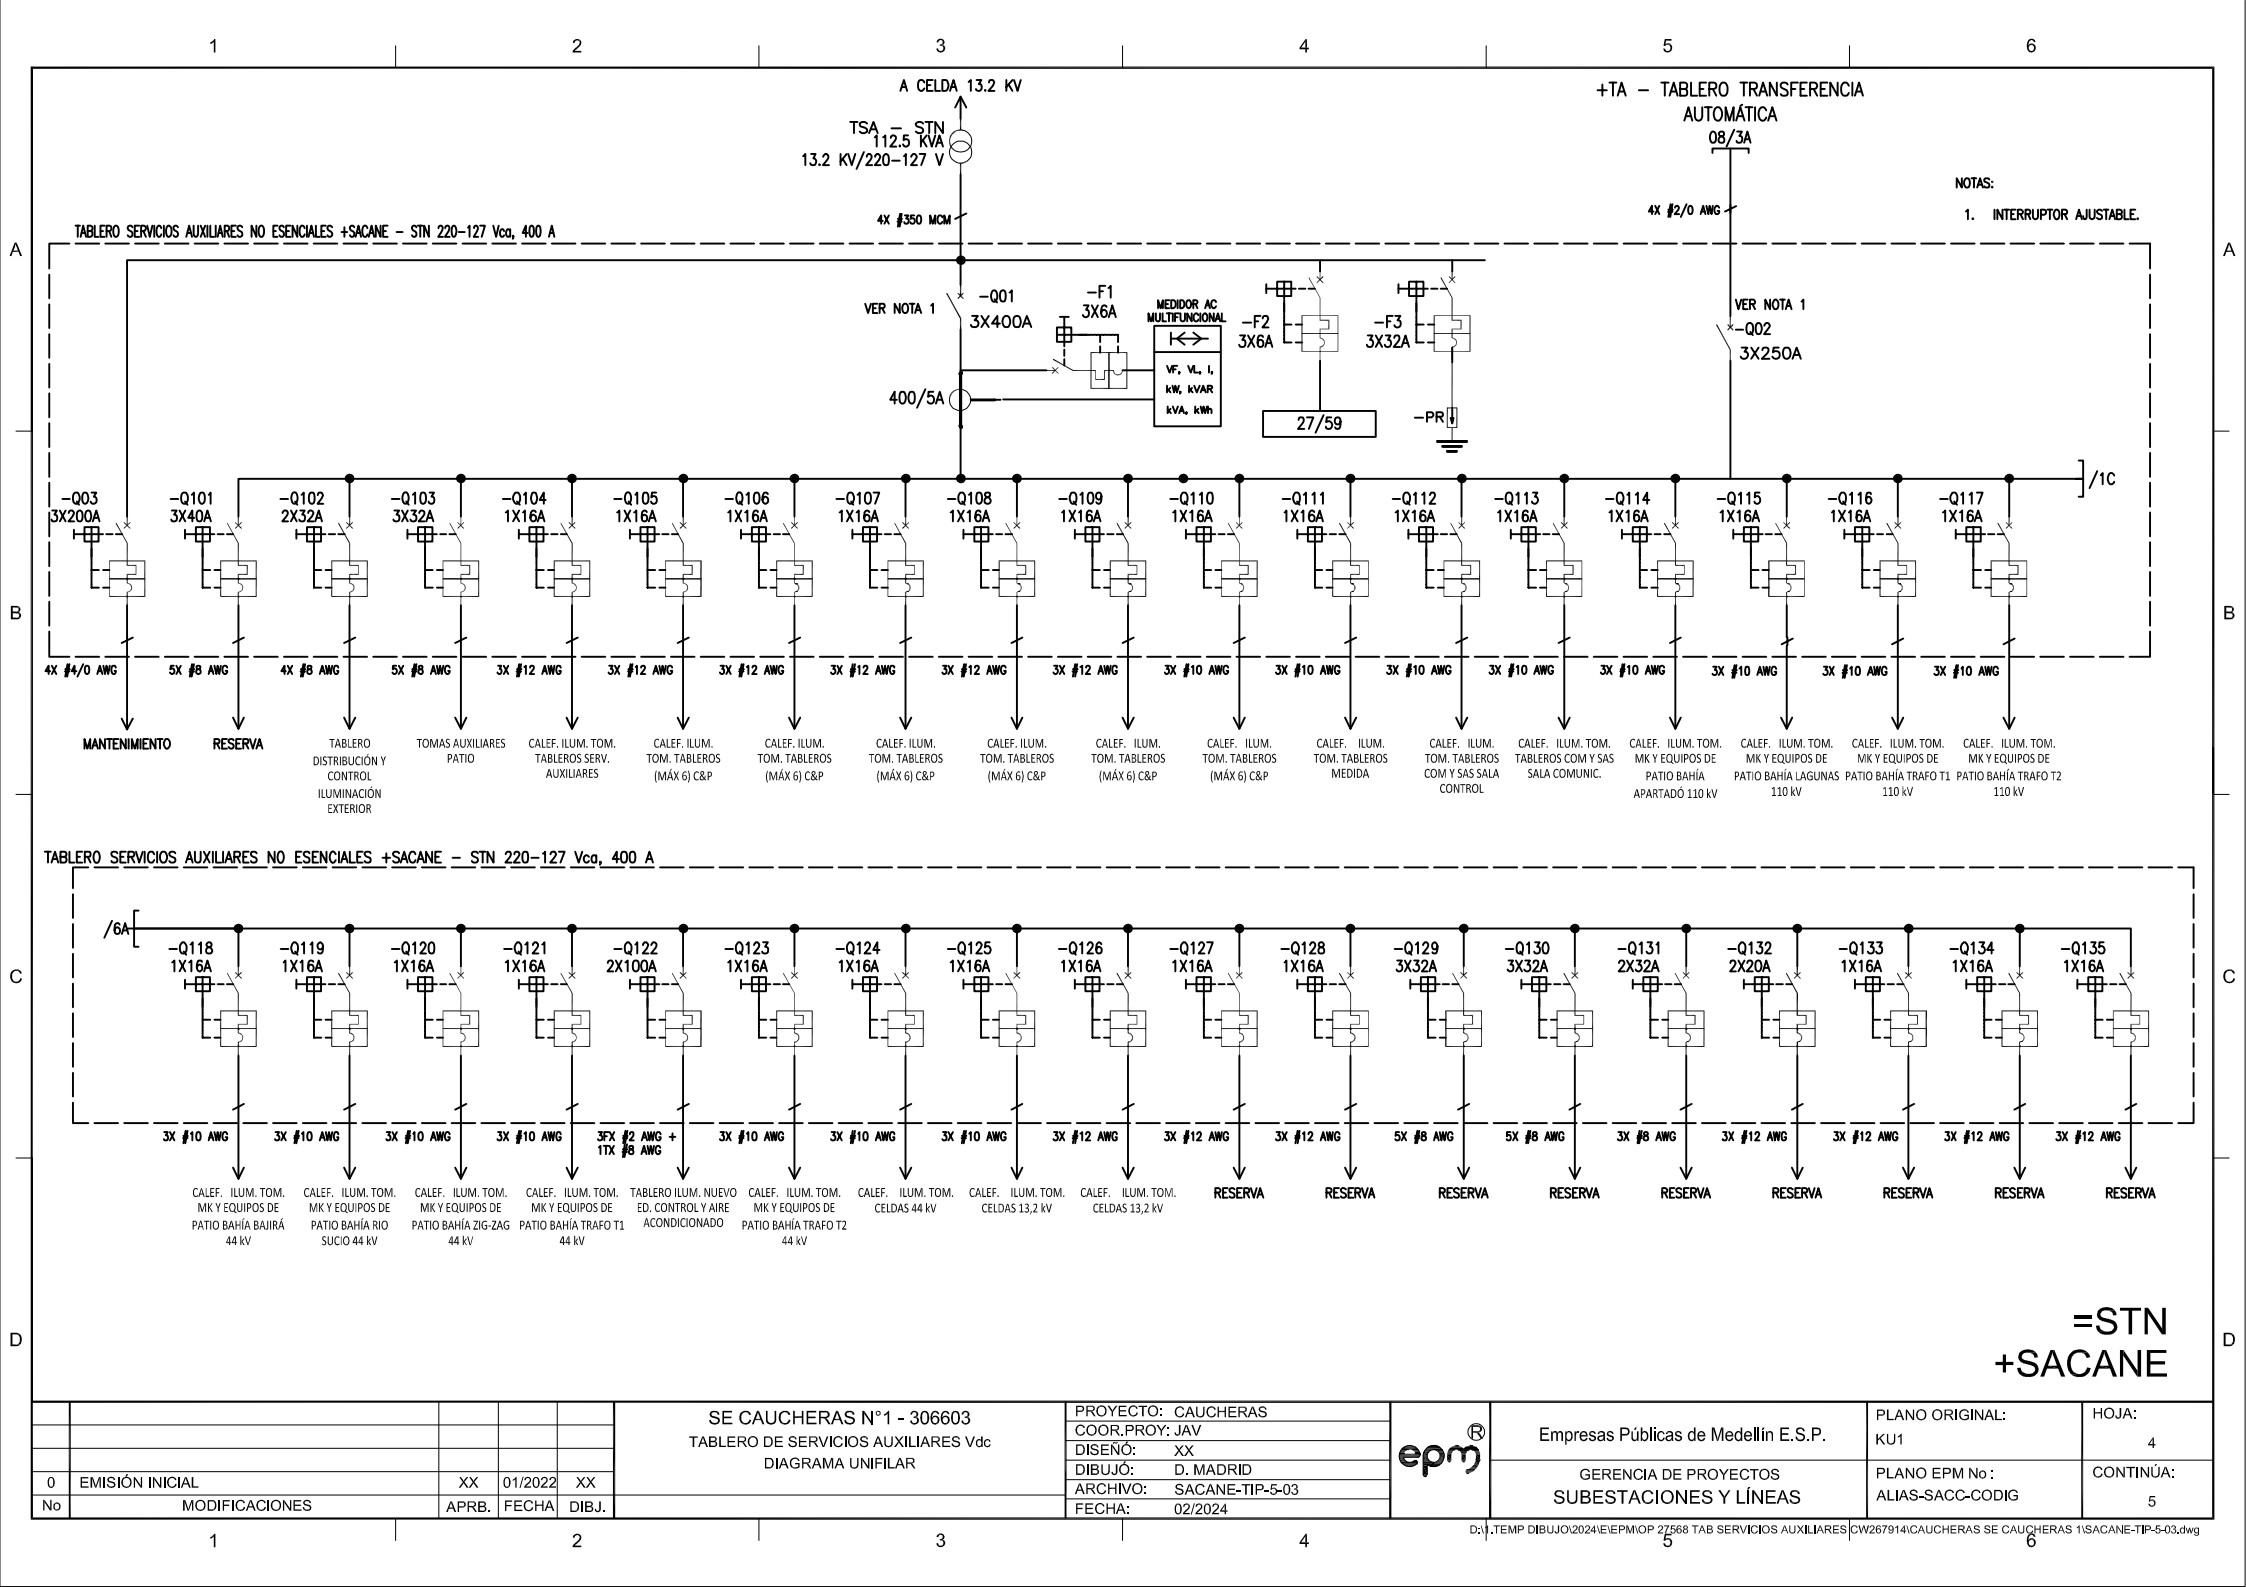 1 2 3 4 5 6
A CELDA 13.2 KV
TSA – STN
112.5 KVA
13.2 KV/220–127 V
4X #350 MCM
+TA – TABLERO TRANSFERENCIA
AUTOMÁTICA
08/3A
4X #2/0 AWG
NOTAS:
1. INTERRUPTOR AJUSTABLE.
TABLERO SERVICIOS AUXILIARES NO ESENCIALES +SACANE – STN 220–127 Vca, 400 A
A A
VER NOTA 1
–Q01
3X400A
–F1
3X6A
MEDIDOR AC
MULTIFUNCIONAL
VF, VL, I,
kW, kVAR
kVA, kWh
400/5A
–F2
3X6A
27/59
–F3
3X32A
–PR
VER NOTA 1
–Q02
3X250A
/1C
–Q03 –Q101 –Q102 –Q103 –Q104 –Q105 –Q106 –Q107 –Q108 –Q109 –Q110 –Q111 –Q112 –Q113 –Q114 –Q115 –Q116 –Q117
3X200A 3X40A 2X32A 3X32A 1X16A 1X16A 1X16A 1X16A 1X16A 1X16A 1X16A 1X16A 1X16A 1X16A 1X16A 1X16A 1X16A 1X16A
B B
4X #4/0 AWG 5X #8 AWG 4X #8 AWG 5X #8 AWG 3X #12 AWG 3X #12 AWG 3X #12 AWG 3X #12 AWG 3X #12 AWG 3X #12 AWG 3X #10 AWG 3X #10 AWG 3X #10 AWG 3X #10 AWG 3X #10 AWG 3X #10 AWG 3X #10 AWG 3X #10 AWG
MANTENIMIENTO
RESERVA
TABLERO
DISTRIBUCIÓN Y
CONTROL
ILUMINACIÓN
EXTERIOR
TOMAS AUXILIARES
PATIO
CALEF. ILUM. TOM.
TABLEROS SERV.
AUXILIARES
CALEF. ILUM.
TOM. TABLEROS
(MÁX 6) C&P
CALEF. ILUM.
TOM. TABLEROS
(MÁX 6) C&P
CALEF. ILUM.
TOM. TABLEROS
(MÁX 6) C&P
CALEF. ILUM.
TOM. TABLEROS
(MÁX 6) C&P
CALEF. ILUM.
TOM. TABLEROS
(MÁX 6) C&P
CALEF. ILUM.
TOM. TABLEROS
(MÁX 6) C&P
CALEF. ILUM.
TOM. TABLEROS
MEDIDA
CALEF. ILUM.
TOM. TABLEROS
COM Y SAS SALA
CONTROL
CALEF. ILUM. TOM.
TABLEROS COM Y SAS
SALA COMUNIC.
CALEF. ILUM. TOM.
MK Y EQUIPOS DE
PATIO BAHÍA
APARTADÓ 110 kV
CALEF. ILUM. TOM.
MK Y EQUIPOS DE
PATIO BAHÍA LAGUNAS
110 kV
CALEF. ILUM. TOM.
MK Y EQUIPOS DE
PATIO BAHÍA TRAFO T1
110 kV
CALEF. ILUM. TOM.
MK Y EQUIPOS DE
PATIO BAHÍA TRAFO T2
110 kV
TABLERO SERVICIOS AUXILIARES NO ESENCIALES +SACANE – STN 220–127 Vca, 400 A
/6A
–Q118 –Q119 –Q120 –Q121 –Q122 –Q123 –Q124 –Q125 –Q126 –Q127 –Q128 –Q129 –Q130 –Q131 –Q132 –Q133 –Q134 –Q135
1X16A 1X16A 1X16A 1X16A 2X100A 1X16A 1X16A 1X16A 1X16A 1X16A 1X16A 3X32A 3X32A 2X32A 2X20A 1X16A 1X16A 1X16A
C C
3X #10 AWG 3X #10 AWG 3X #10 AWG 3X #10 AWG 3FX #2 AWG + 3X #10 AWG 3X #10 AWG 3X #10 AWG 3X #12 AWG 3X #12 AWG 3X #12 AWG 5X #8 AWG 5X #8 AWG 3X #8 AWG 3X #12 AWG 3X #12 AWG 3X #12 AWG 3X #12 AWG
1TX #8 AWG
CALEF. ILUM. TOM.
MK Y EQUIPOS DE
PATIO BAHÍA BAJIRÁ
44 kV
CALEF. ILUM. TOM.
MK Y EQUIPOS DE
PATIO BAHÍA RIO
SUCIO 44 kV
CALEF. ILUM. TOM.
MK Y EQUIPOS DE
PATIO BAHÍA ZIG-ZAG
44 kV
CALEF. ILUM. TOM.
MK Y EQUIPOS DE
PATIO BAHÍA TRAFO T1
44 kV
TABLERO ILUM. NUEVO
ED. CONTROL Y AIRE
ACONDICIONADO
CALEF. ILUM. TOM.
MK Y EQUIPOS DE
PATIO BAHÍA TRAFO T2
44 kV
CALEF. ILUM. TOM.
CELDAS 44 kV
CALEF. ILUM. TOM.
CELDAS 13,2 kV
CALEF. ILUM. TOM.
CELDAS 13,2 kV
RESERVA RESERVA RESERVA RESERVA RESERVA RESERVA RESERVA RESERVA RESERVA
D D
=STN
+SACANE
0 EMISIÓN INICIAL XX 01/2022 XX
No MODIFICACIONES APRB. FECHA DIBJ.
SE CAUCHERAS N°1 - 306603
TABLERO DE SERVICIOS AUXILIARES Vdc
DIAGRAMA UNIFILAR
PROYECTO: CAUCHERAS
COOR.PROY: JAV
DISEÑÓ: XX
DIBUJÓ: D. MADRID
ARCHIVO: SACANE-TIP-5-03
FECHA: 02/2024
epm®
Empresas Públicas de Medellín E.S.P.
GERENCIA DE PROYECTOS
SUBESTACIONES Y LÍNEAS
PLANO ORIGINAL:
KU1
PLANO EPM No :
ALIAS-SACC-CODIG
HOJA:
4
CONTINÚA:
5
D:\1.TEMP DIBUJO\2024\E\EPM\OP 27568 TAB SERVICIOS AUXILIARES CW267914\CAUCHERAS SE CAUCHERAS 1\SACANE-TIP-5-03.dwg
1 2 3 4 5 6